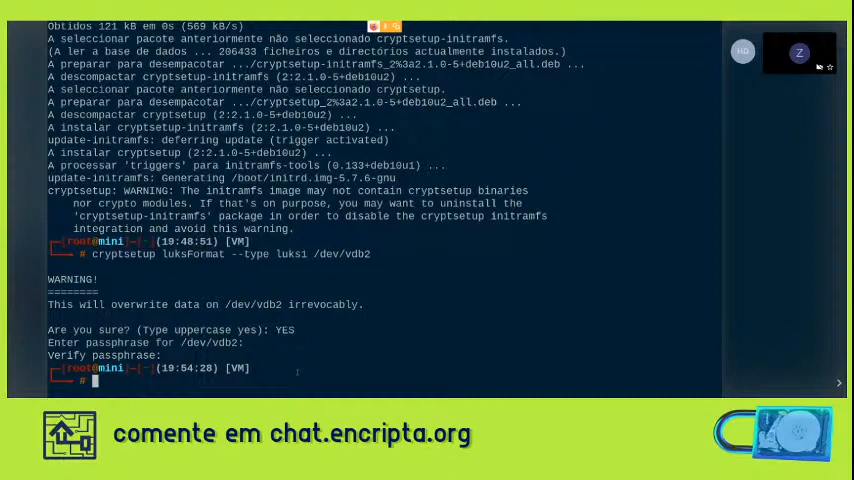 Obtidos 121 kB em 0s (569 kB/s)
A seleccionar pacote anteriormente não seleccionado cryptsetup-initramfs.
(A ler a base de dados ... 206433 ficheiros e directórios actualmente instalados.)
A preparar para desempacotar .../cryptsetup-initramfs_2%3a2.1.0-5+deb10u2_all.deb ...
A descompactar cryptsetup-initramfs (2:2.1.0-5+deb10u2) ...
A seleccionar pacote anteriormente não seleccionado cryptsetup.
A preparar para desempacotar .../cryptsetup_2%3a2.1.0-5+deb10u2_all.deb ...
A descompactar cryptsetup (2:2.1.0-5+deb10u2) ...
A instalar cryptsetup-initramfs (2:2.1.0-5+deb10u2) ...
update-initramfs: deferring update (trigger activated)
A instalar cryptsetup (2:2.1.0-5+deb10u2) ...
A processar 'triggers' para initramfs-tools (0.133+deb10u1) ...
update-initramfs: Generating /boot/initrd.img-5.7.6-gnu
cryptsetup: WARNING: The initramfs image may not contain cryptsetup binaries
nor crypto modules. If that's on purpose, you may want to uninstall the
'cryptsetup-initramfs' package in order to disable the cryptsetup initramfs
integration and avoid this warning.
[root@mini]-[~](19:48:51) [VM]
# cryptsetup luksFormat --type luks1 /dev/vdb2
WARNING!
========
This will overwrite data on /dev/vdb2 irrevocably.
Are you sure? (Type uppercase yes): YES
Enter passphrase for /dev/vdb2:
Verify passphrase:
[root@mini]-[~](19:54:28) [VM]
#
HD
Z
comente em chat.encripta.org